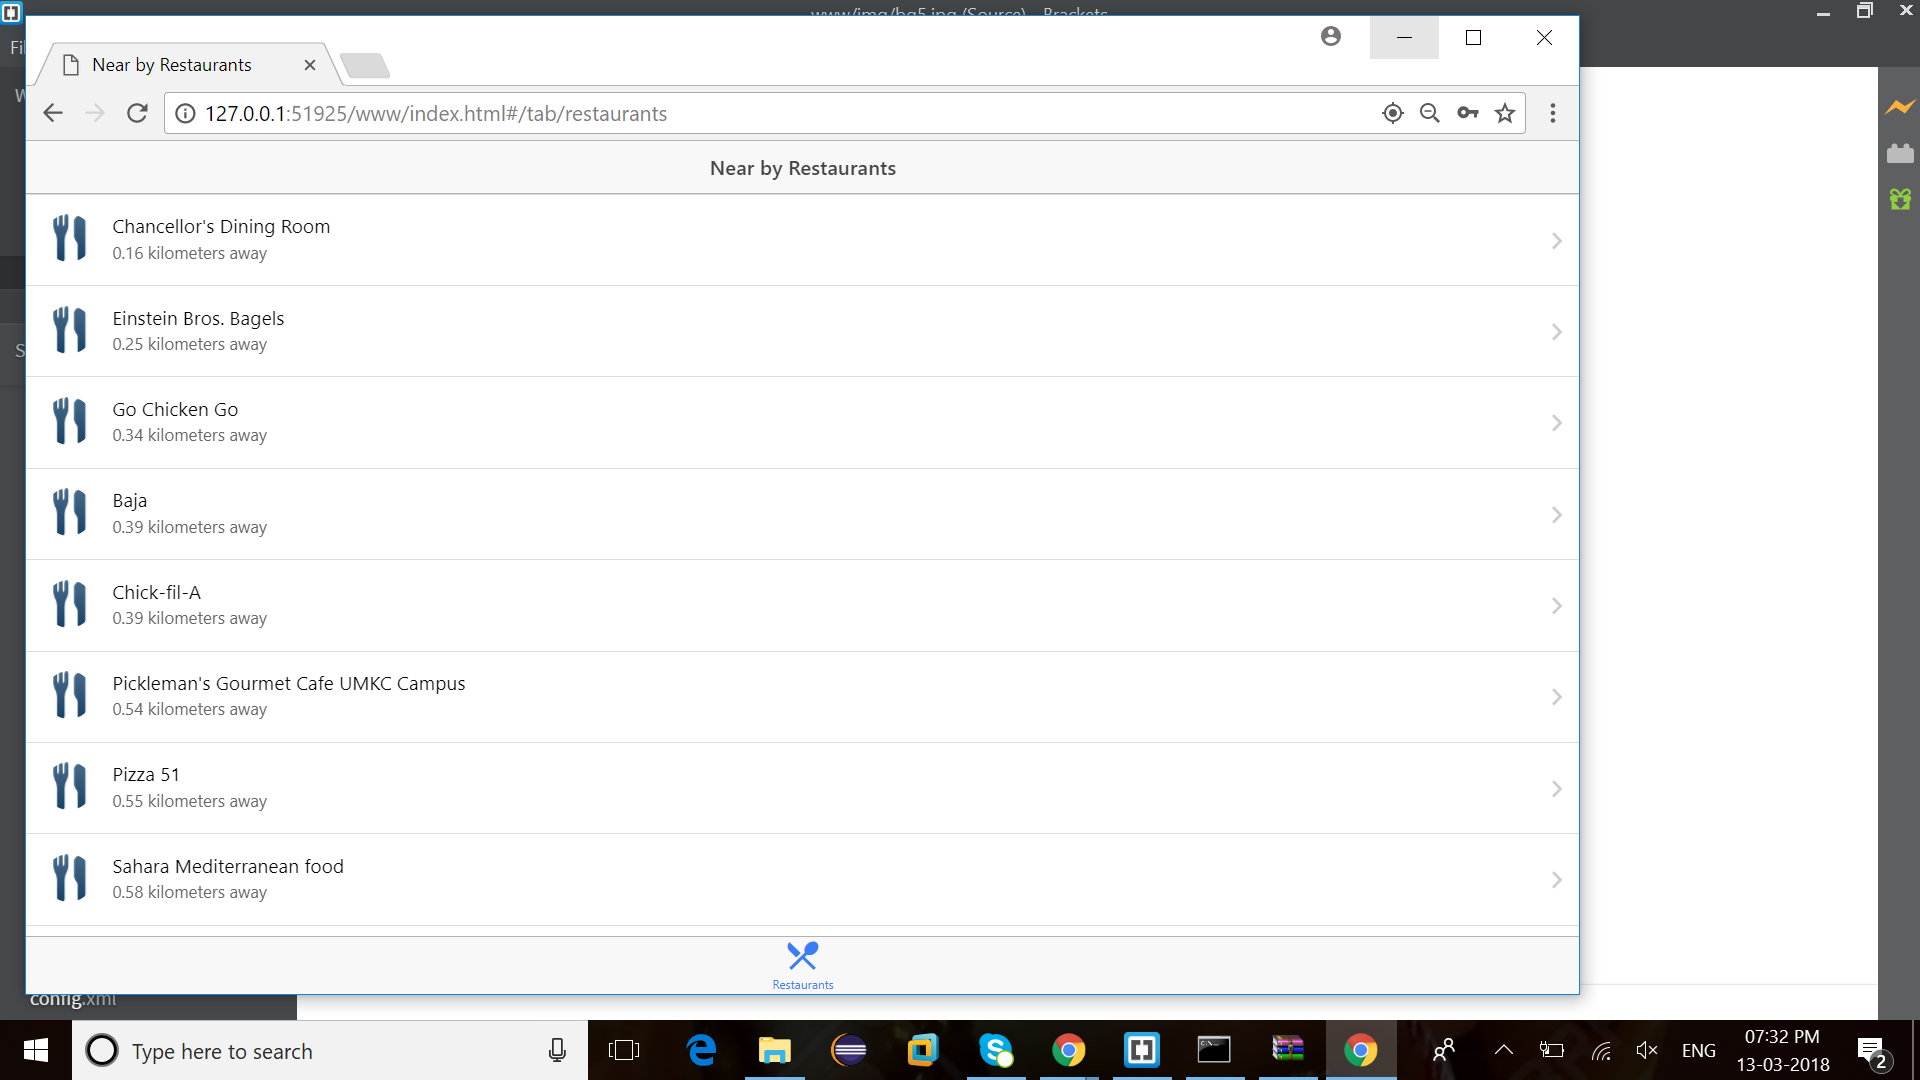 www/img/bg5.jpg (Source) - Brackets
Fi
Near by Restaurants
W
127.0.0.1:51925/www/index.html#/tab/restaurants
Near by Restaurants
Chancellor's Dining Room
0.16 kilometers away
Einstein Bros. Bagels
0.25 kilometers away
S
Go Chicken Go
0.34 kilometers away
Baja
0.39 kilometers away
Chick-fil-A
0.39 kilometers away
Pickleman's Gourmet Cafe UMKC Campus
0.54 kilometers away
Pizza 51
0.55 kilometers away
Sahara Mediterranean food
0.58 kilometers away
Restaurants
config.xml
Type here to search
ENG
07:32 PM
13-03-2018
2